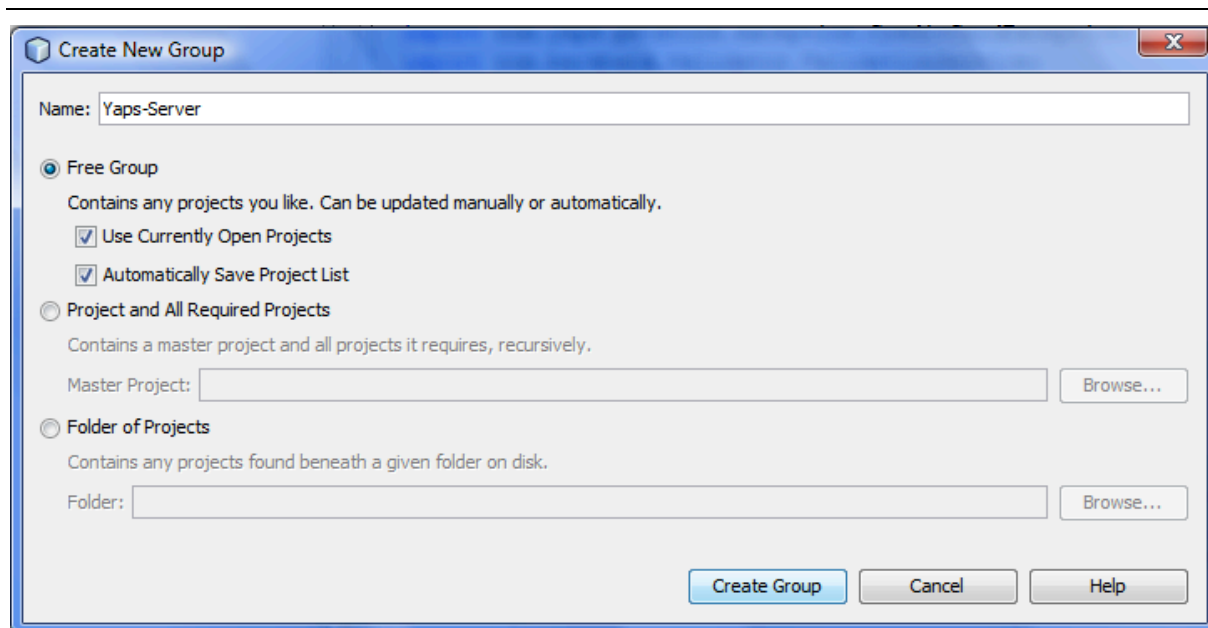 Create New Group
Name: Yaps-Server
Free Group
Contains any projects you like. Can be updated manually or automatically.
Use Currently Open Projects
Automatically Save Project List
Project and All Required Projects
Contains a master project and all projects it requires, recursively.
Master Project: Browse...
Folder of Projects
Contains any projects found beneath a given folder on disk.
Folder: Browse...
Create Group Cancel Help